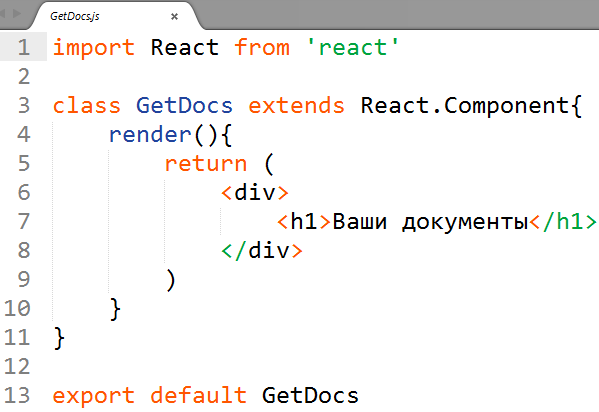 GetDocs.js ×
1 import React from 'react'
2
3 class GetDocs extends React.Component{
4 render(){
5 return (
6 <div>
7 <h1>Ваши документы</h1>
8 </div>
9 )
10 }
11 }
12
13 export default GetDocs